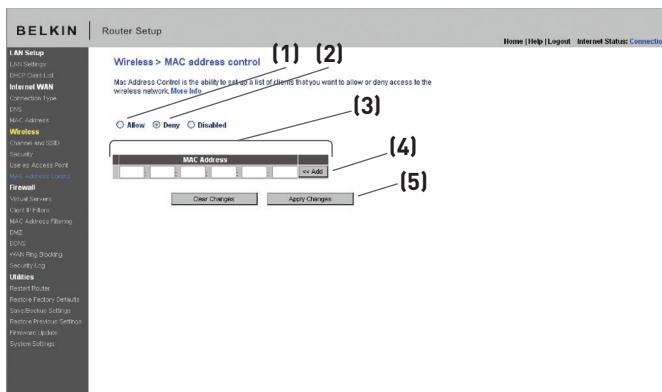 BELKIN
Router Setup
Home | Help | Logout Internet Status: Connectio
LAN Setup
LAN Settings
DHCP Client List
Internet WAN
Connection Type
DNS
MAC Address
Wireless
Channel and SSID
Security
Use as Access Point
MAC Address Control
Firewall
Virtual Servers
Client IP Filters
MAC Address Filtering
DMZ
DDNS
WAN Ping Blocking
Security Log
Utilities
Restart Router
Restore Factory Defaults
Save/Backup Settings
Restore Previous Settings
Firmware Update
System Settings
Wireless > MAC address control
(1)
(2)
Mac Address Control is the ability to set up a list of clients that you want to allow or deny access to the
wireless network. More Info
(3)
Allow Deny Disabled
MAC Address
: : : : : << Add
(4)
Clear Changes Apply Changes
(5)